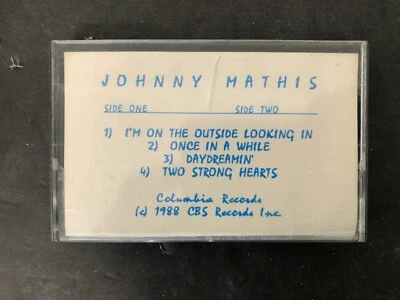 JOHNNY MATHIS
SIDE ONE SIDE TWO
1) I'M ON THE OUTSIDE LOOKING IN
2) ONCE IN A WHILE
3) DAYDREAMIN'
4) TWO STRONG HEARTS
Columbia Records
(c) 1988 CBS Records Inc.